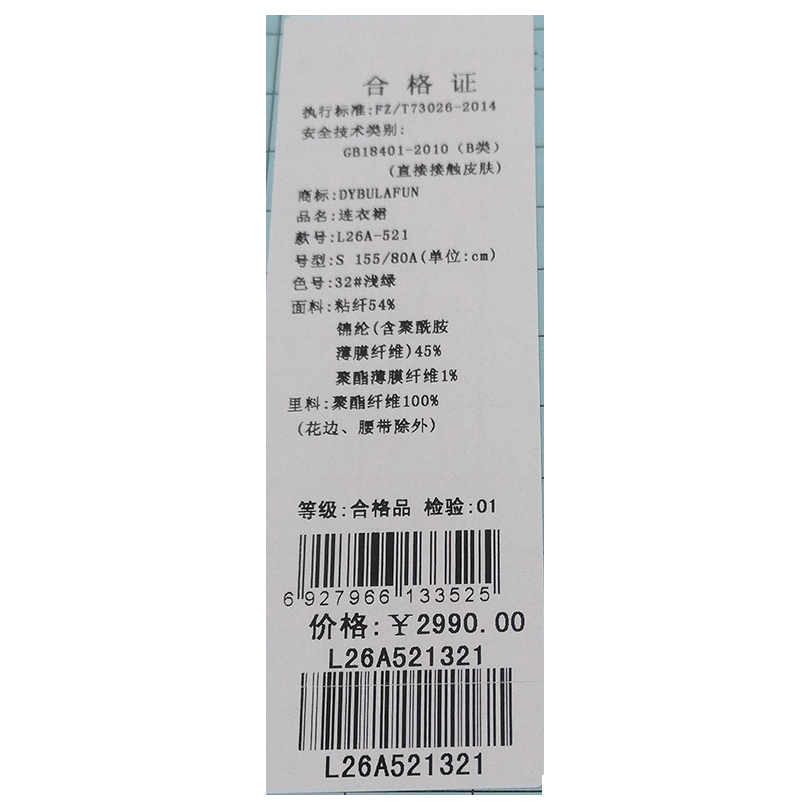 合格证
执行标准:FZ/T73026-2014
安全技术类别:
GB18401-2010（B类）
(直接接触皮肤)
商标:DYBULAFUN
品名:连衣裙
款号:L26A-521
号型:S 155/80A(单位:cm)
色号:32#浅绿
面料:粘纤54%
锦纶(含聚酰胺
薄膜纤维)45%
聚酯薄膜纤维1%
里料:聚酯纤维100%
(花边、腰带除外)
等级:合格品 检验:01
6 927966 133525
价格:￥2990.00
L26A521321
L26A521321